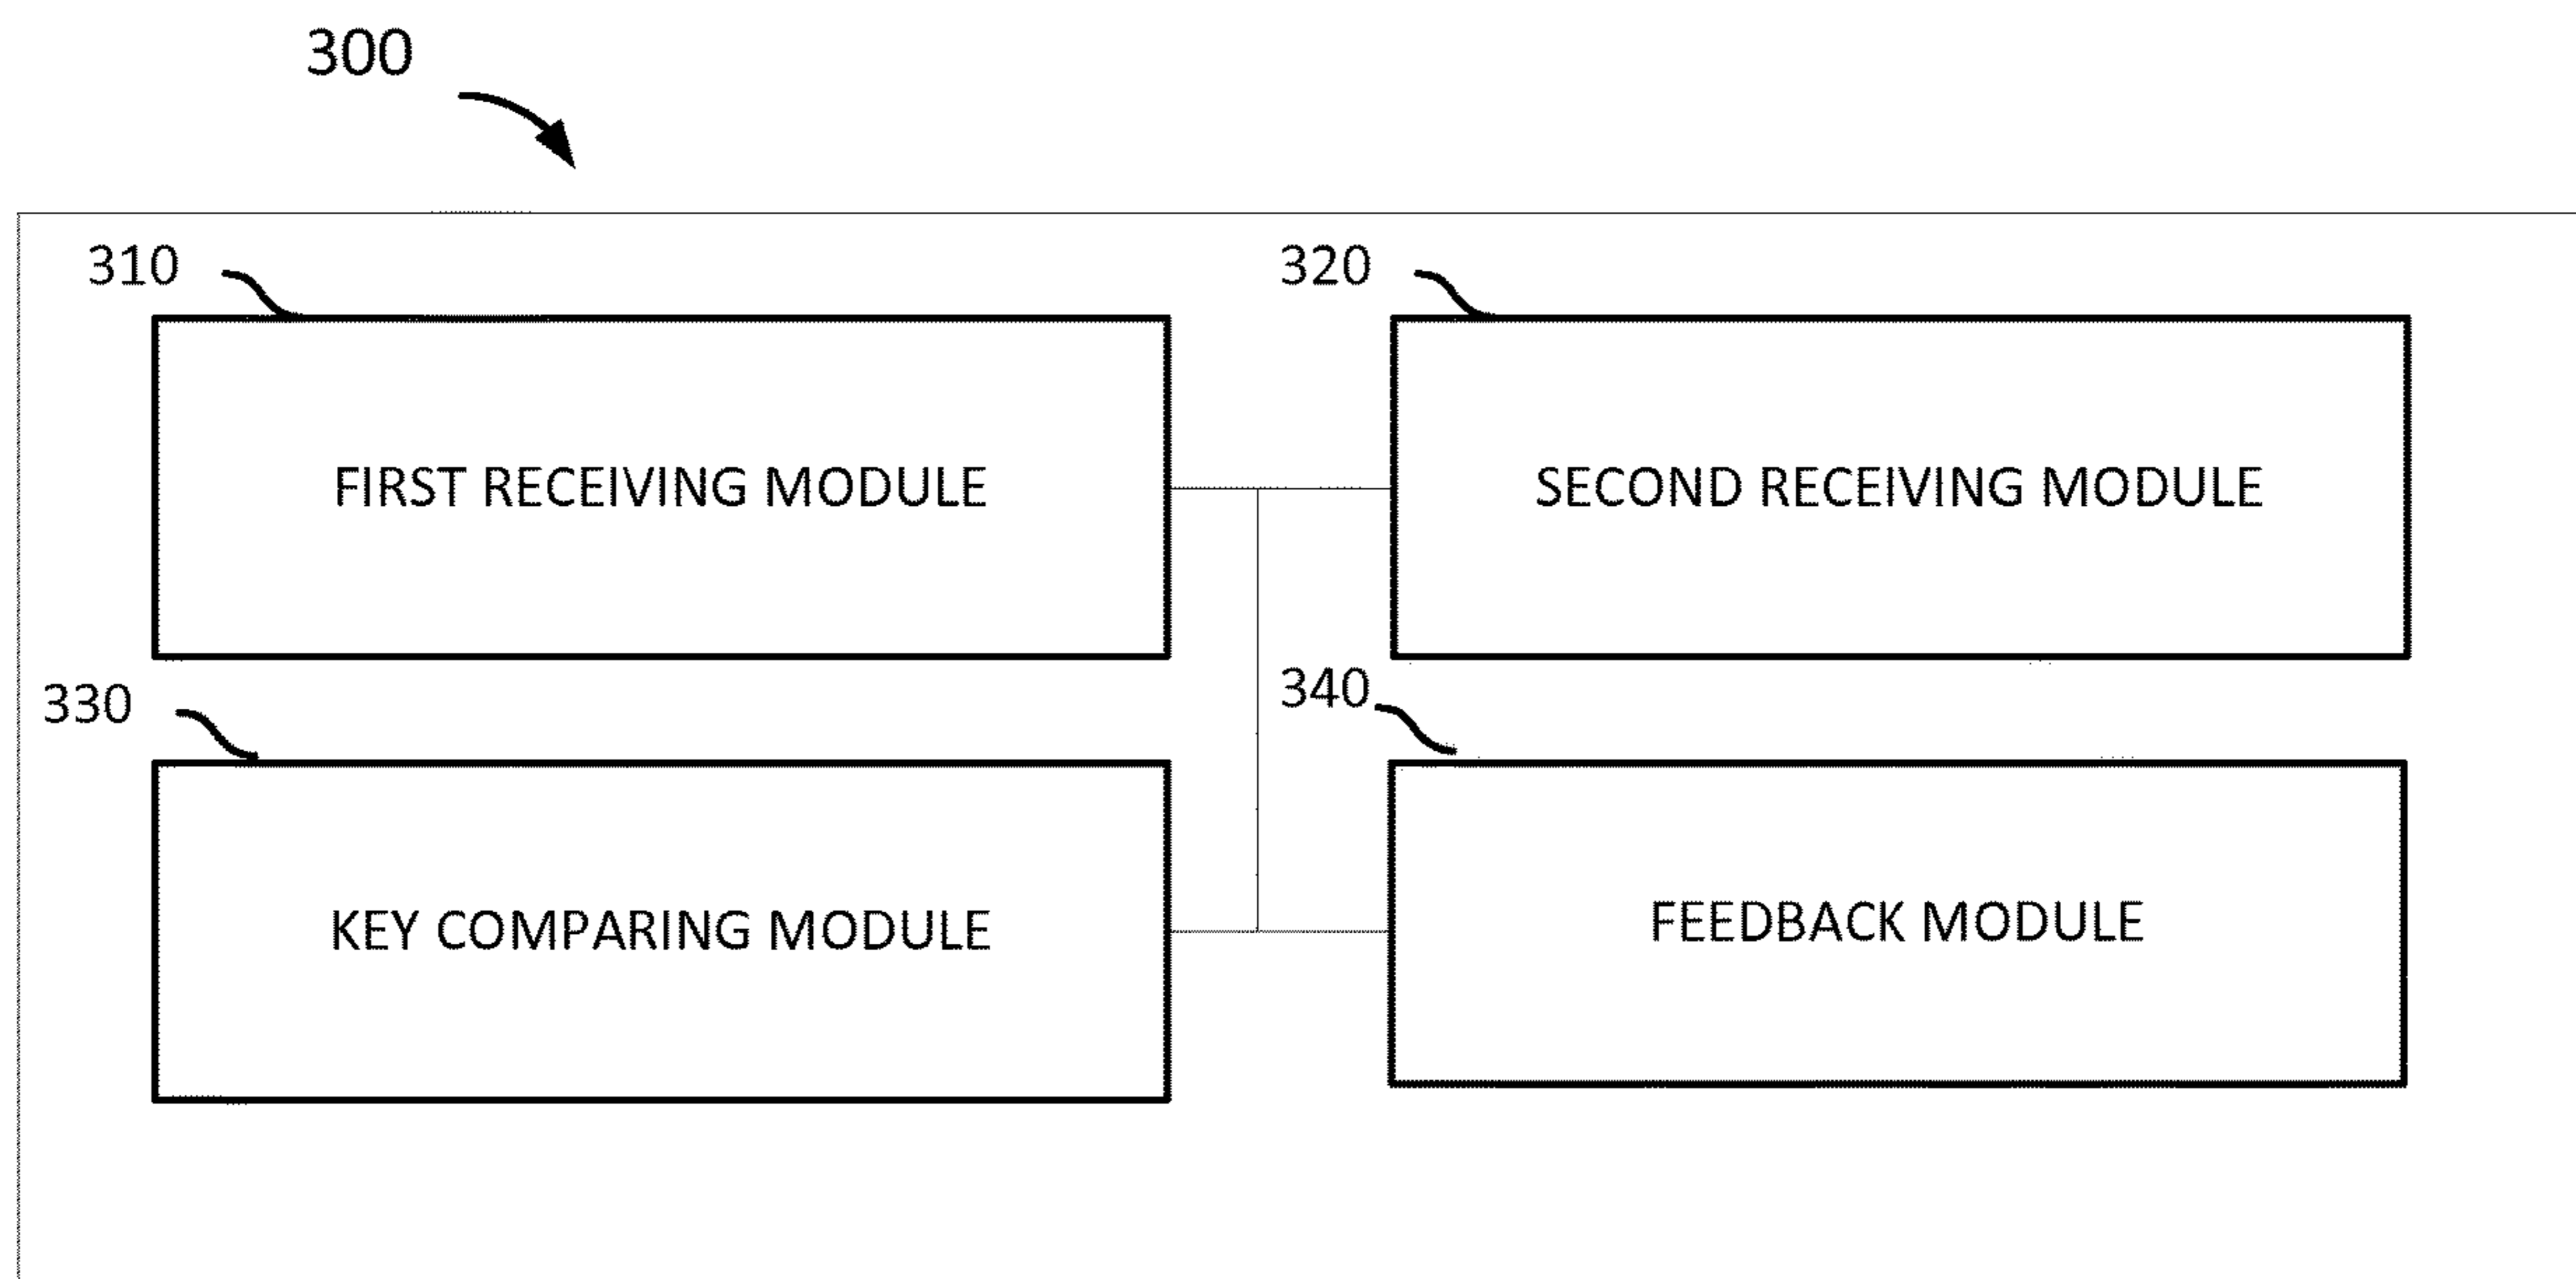 300
310
320
FIRST RECEIVING MODULE
SECOND RECEIVING MODULE
330
340
KEY COMPARING MODULE
FEEDBACK MODULE